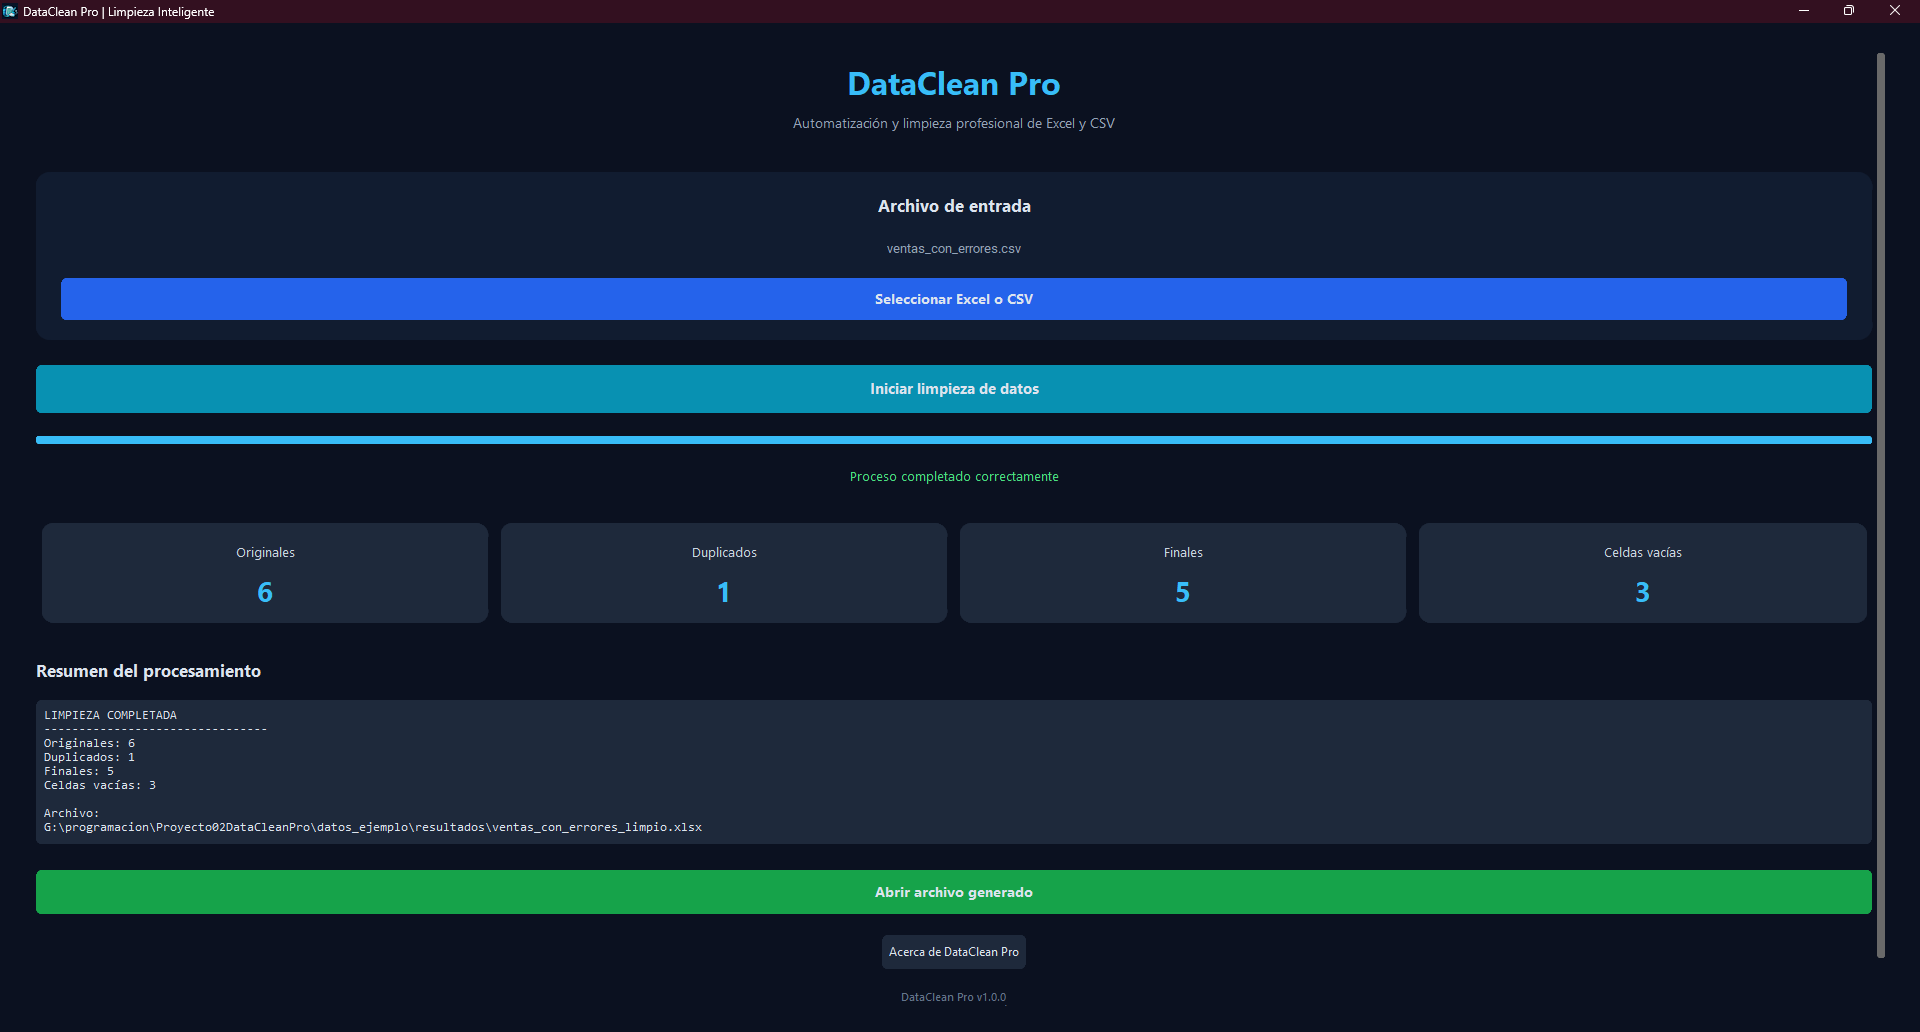 DataClean Pro | Limpieza Inteligente
DataClean Pro
Automatización y limpieza profesional de Excel y CSV
Archivo de entrada
ventas_con_errores.csv
Seleccionar Excel o CSV
Iniciar limpieza de datos
Proceso completado correctamente
Originales
6
Duplicados
1
Finales
5
Celdas vacías
3
Resumen del procesamiento
LIMPIEZA COMPLETADA
--------------------------------
Originales: 6
Duplicados: 1
Finales: 5
Celdas vacías: 3
Archivo:
G:\programacion\Proyecto02DataCleanPro\datos_ejemplo\resultados\ventas_con_errores_limpio.xlsx
Abrir archivo generado
Acerca de DataClean Pro
DataClean Pro v1.0.0